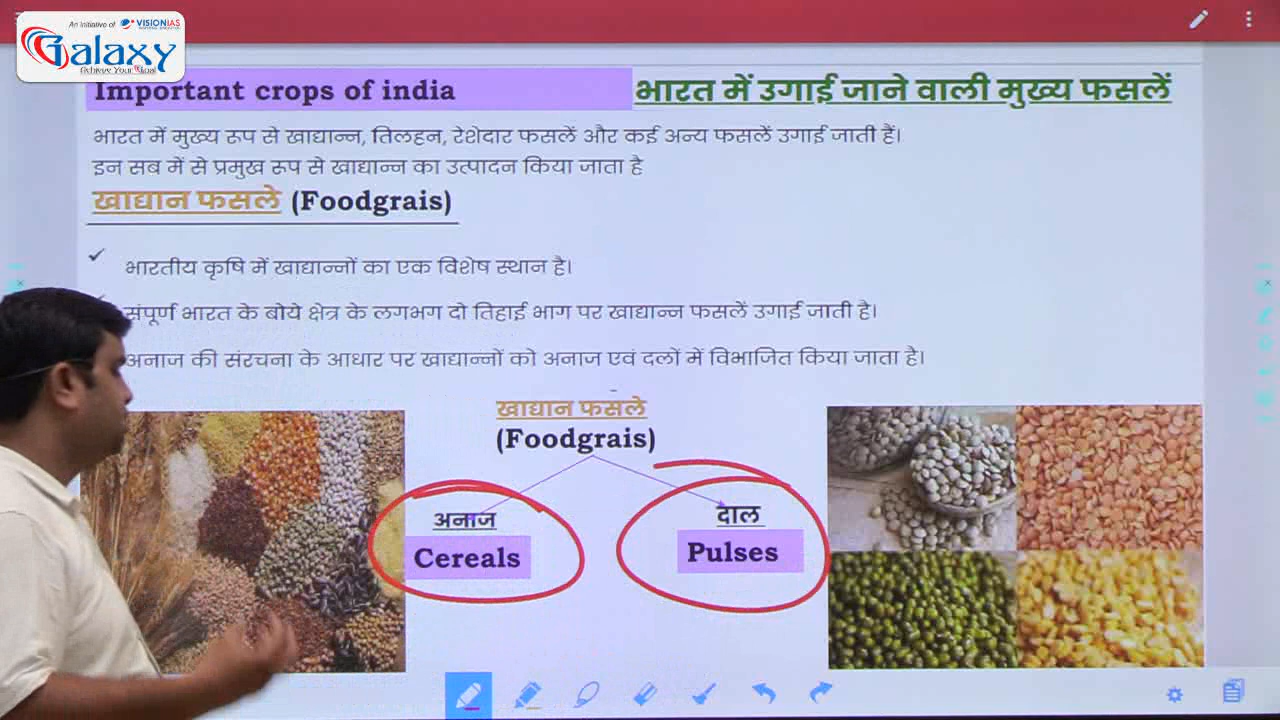 An initiative of VISIONIAS
Galaxy
Achieve Your Goal
Important crops of india
भारत में उगाई जाने वाली मुख्य फसलें
भारत में मुख्य रूप से खाद्यान्न, तिलहन, रेशेदार फसलें और कई अन्य फसलें उगाई जाती हैं।
इन सब में से प्रमुख रूप से खाद्यान्न का उत्पादन किया जाता है
खाद्यान फसले (Foodgrais)
भारतीय कृषि में खाद्यान्नों का एक विशेष स्थान है।
संपूर्ण भारत के बोये क्षेत्र के लगभग दो तिहाई भाग पर खाद्यान्न फसलें उगाई जाती है।
अनाज की संरचना के आधार पर खाद्यान्नों को अनाज एवं दलों में विभाजित किया जाता है।
खाद्यान फसले
(Foodgrais)
अनाज
Cereals
दाल
Pulses